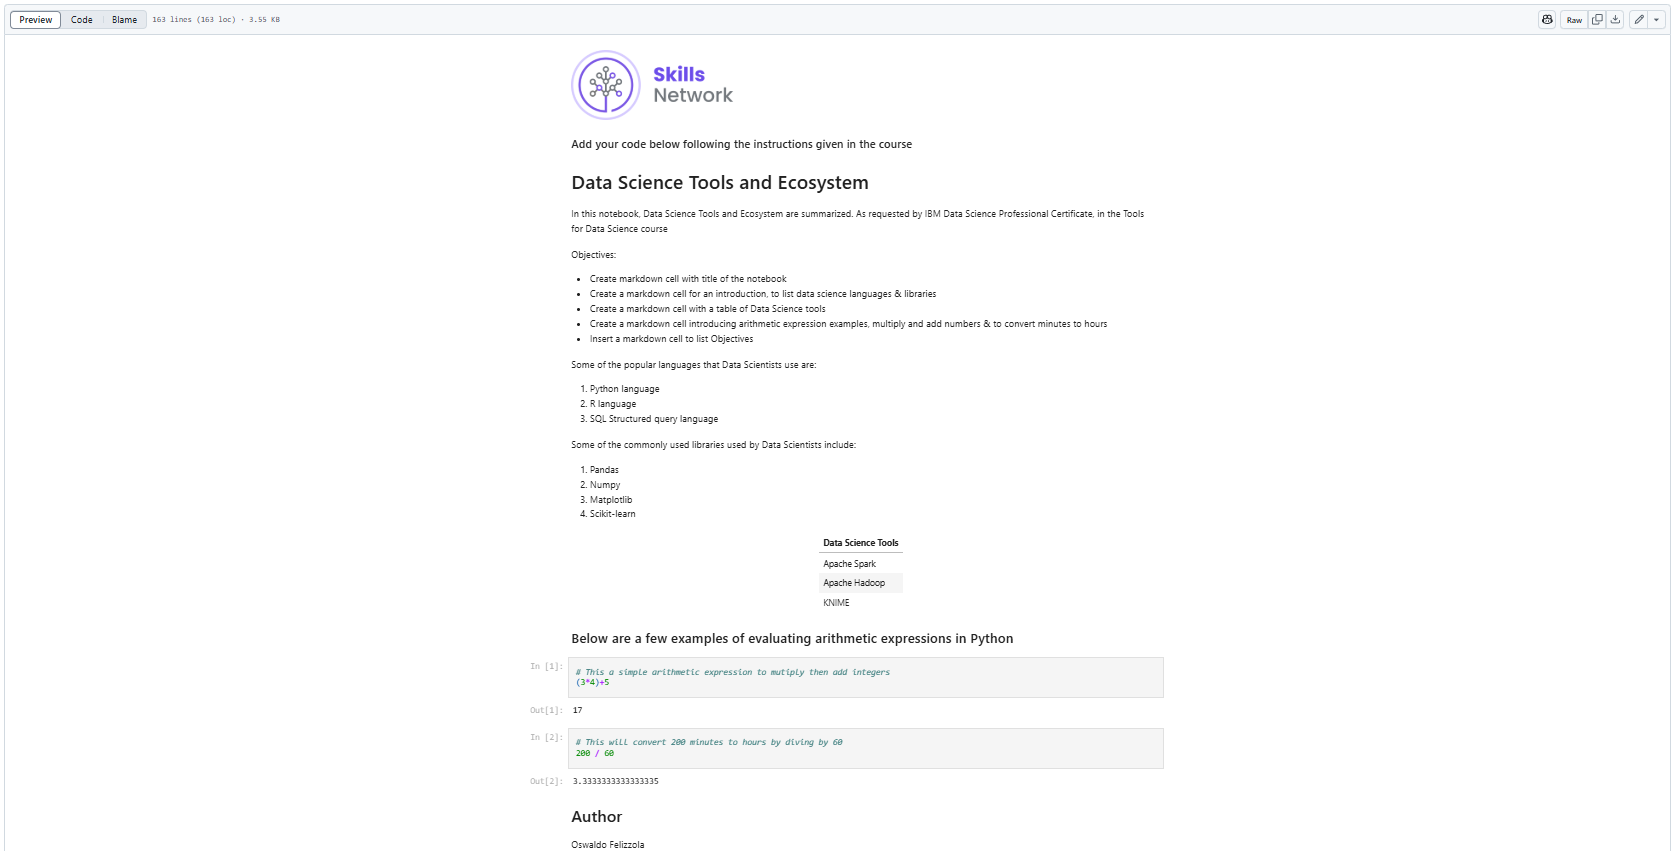 Preview Code Blame 163 lines (163 loc) · 3.55 KB Raw
Skills
Network
Add your code below following the instructions given in the course
Data Science Tools and Ecosystem
In this notebook, Data Science Tools and Ecosystem are summarized. As requested by IBM Data Science Professional Certificate, in the Tools
for Data Science course
Objectives:
• Create markdown cell with title of the notebook
• Create a markdown cell for an introduction, to list data science languages & libraries
• Create a markdown cell with a table of Data Science tools
• Create a markdown cell introducing arithmetic expression examples, multiply and add numbers & to convert minutes to hours
• Insert a markdown cell to list Objectives
Some of the popular languages that Data Scientists use are:
1. Python language
2. R language
3. SQL Structured query language
Some of the commonly used libraries used by Data Scientists include:
1. Pandas
2. Numpy
3. Matplotlib
4. Scikit-learn
Data Science Tools
Apache Spark
Apache Hadoop
KNIME
Below are a few examples of evaluating arithmetic expressions in Python
In [1]: # This a simple arithmetic expression to mutiply then add integers
(3*4)+5
Out[1]: 17
In [2]: # This will convert 200 minutes to hours by diving by 60
200 / 60
Out[2]: 3.3333333333333335
Author
Oswaldo Felizzola